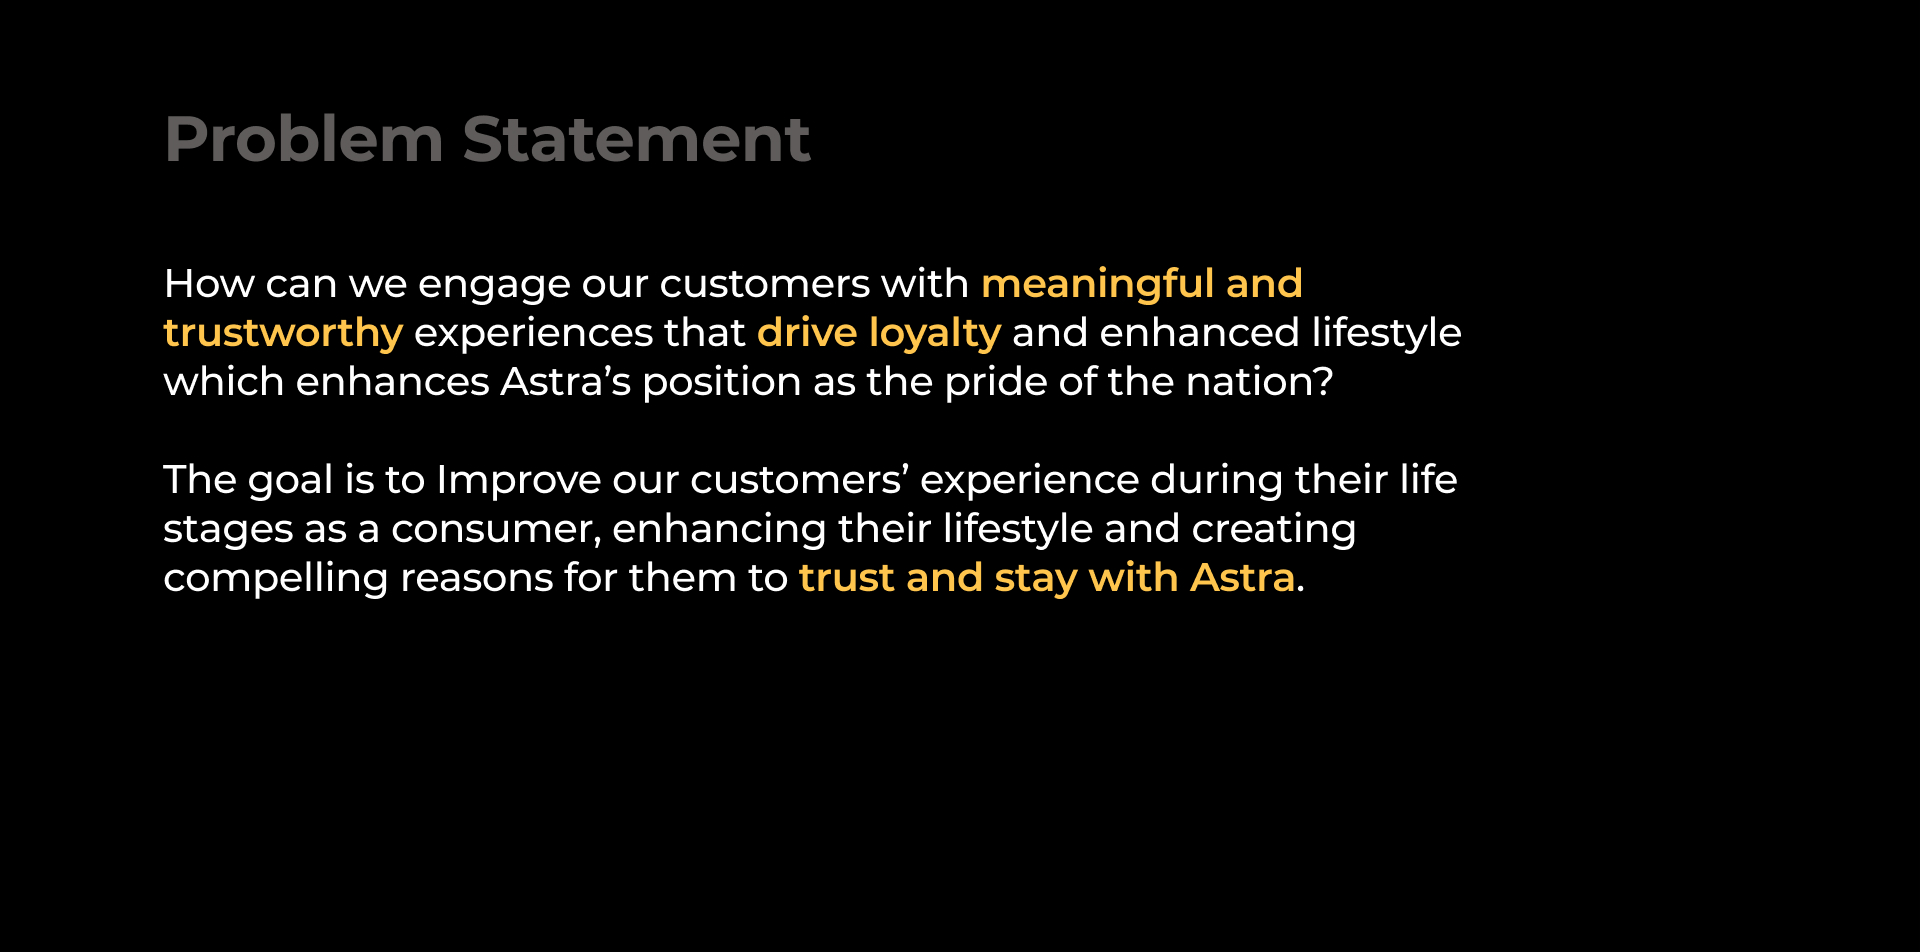 Problem Statement
How can we engage our customers with meaningful and
trustworthy experiences that drive loyalty and enhanced lifestyle
which enhances Astra’s position as the pride of the nation?
The goal is to Improve our customers’ experience during their life
stages as a consumer, enhancing their lifestyle and creating
compelling reasons for them to trust and stay with Astra.